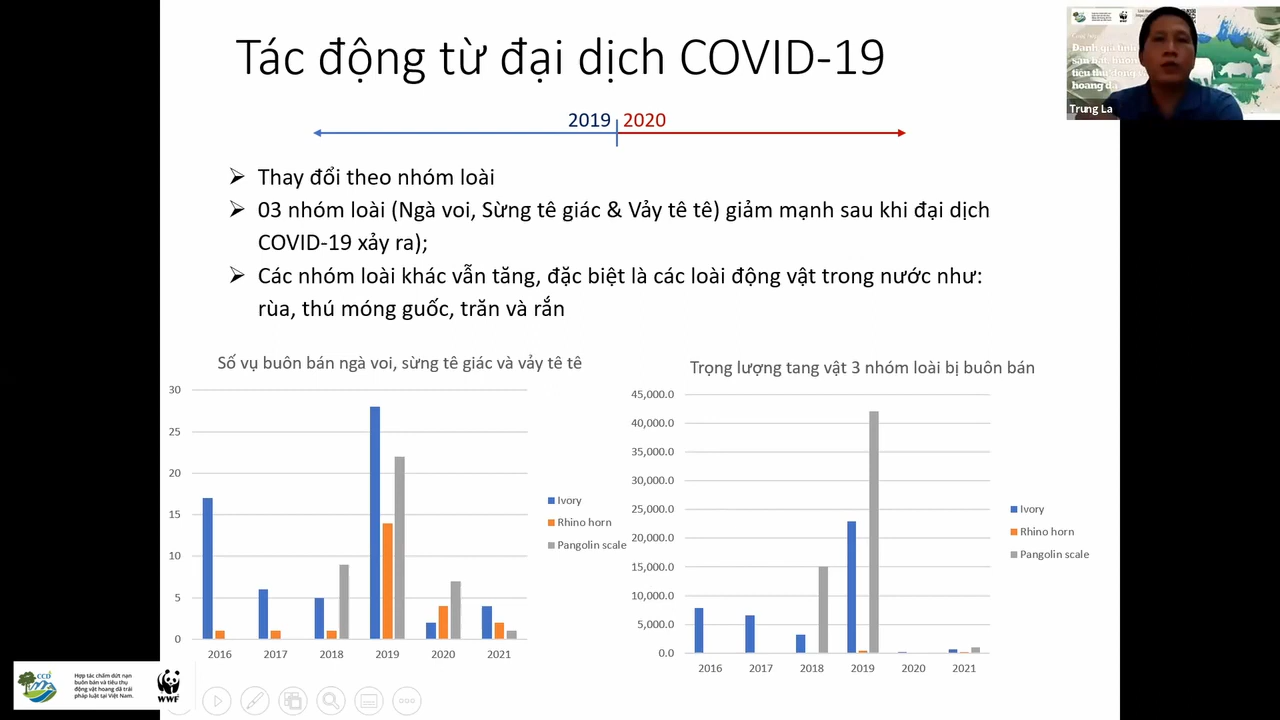 Tác động từ đại dịch COVID-19
2019 2020
Thay đổi theo nhóm loài
03 nhóm loài (Ngà voi, Sừng tê giác & Vảy tê tê) giảm mạnh sau khi đại dịch
COVID-19 xảy ra);
Các nhóm loài khác vẫn tăng, đặc biệt là các loài động vật trong nước như:
rùa, thú móng guốc, trăn và rắn
Số vụ buôn bán ngà voi, sừng tê giác và vảy tê tê
30
25
20
15
10
5
0
2016 2017 2018 2019 2020 2021
Ivory
Rhino horn
Pangolin scale
Trọng lượng tang vật 3 nhóm loài bị buôn bán
45,000.0
40,000.0
35,000.0
30,000.0
25,000.0
20,000.0
15,000.0
10,000.0
5,000.0
0.0
2016 2017 2018 2019 2020 2021
Ivory
Rhino horn
Pangolin scale
Trung La
CCD
Hợp tác chấm dứt nạn
buôn bán và tiêu thụ
động vật hoang dã trái
pháp luật tại Việt Nam.
WWF